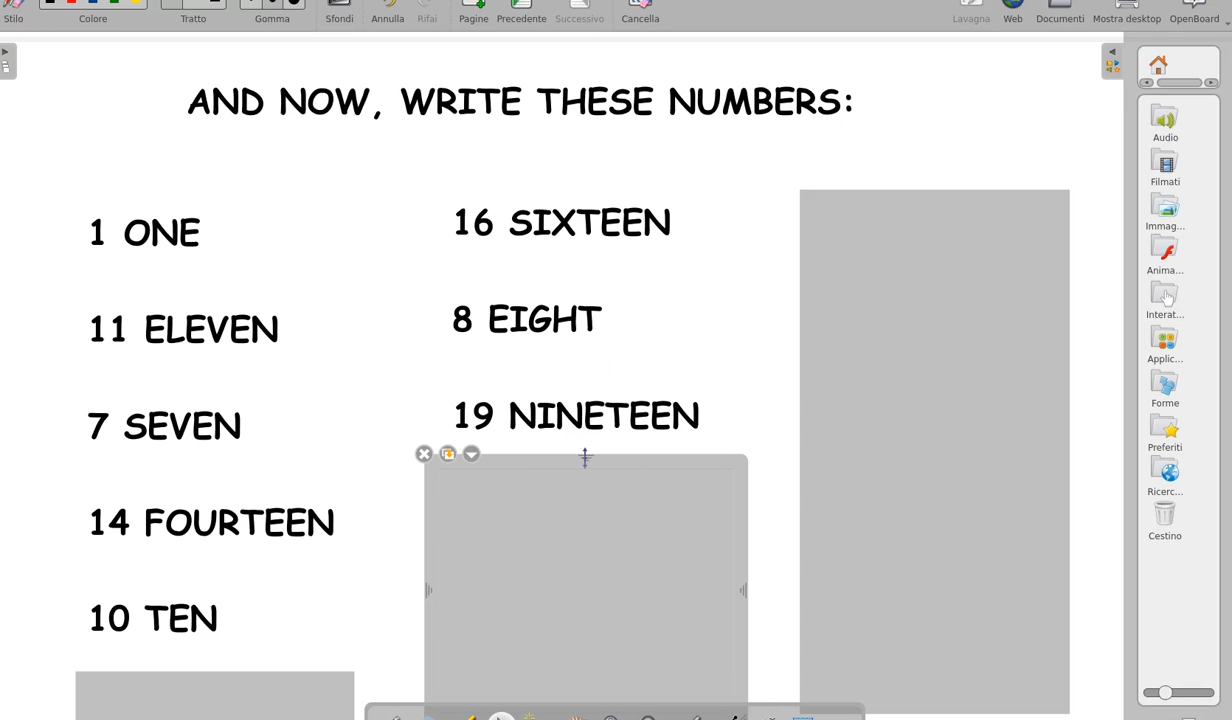 Stilo
Colore
Tratto
Gomma
Sfondi
Annulla
Rifai
Pagine
Precedente
Successivo
Cancella
Lavagna
Web
Documenti
Mostra desktop
OpenBoard
AND NOW, WRITE THESE NUMBERS:
1 ONE
11 ELEVEN
7 SEVEN
14 FOURTEEN
10 TEN
16 SIXTEEN
8 EIGHT
19 NINETEEN
Audio
Filmati
Immag...
Anima...
Interat...
Applic...
Forme
Preferiti
Ricerc...
Cestino